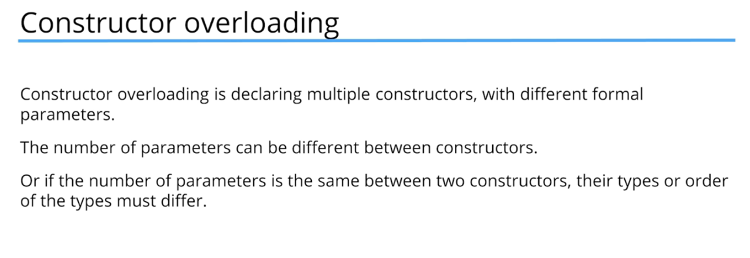 Constructor overloading
Constructor overloading is declaring multiple constructors, with different formal
parameters.
The number of parameters can be different between constructors.
Or if the number of parameters is the same between two constructors, their types or order
of the types must differ.